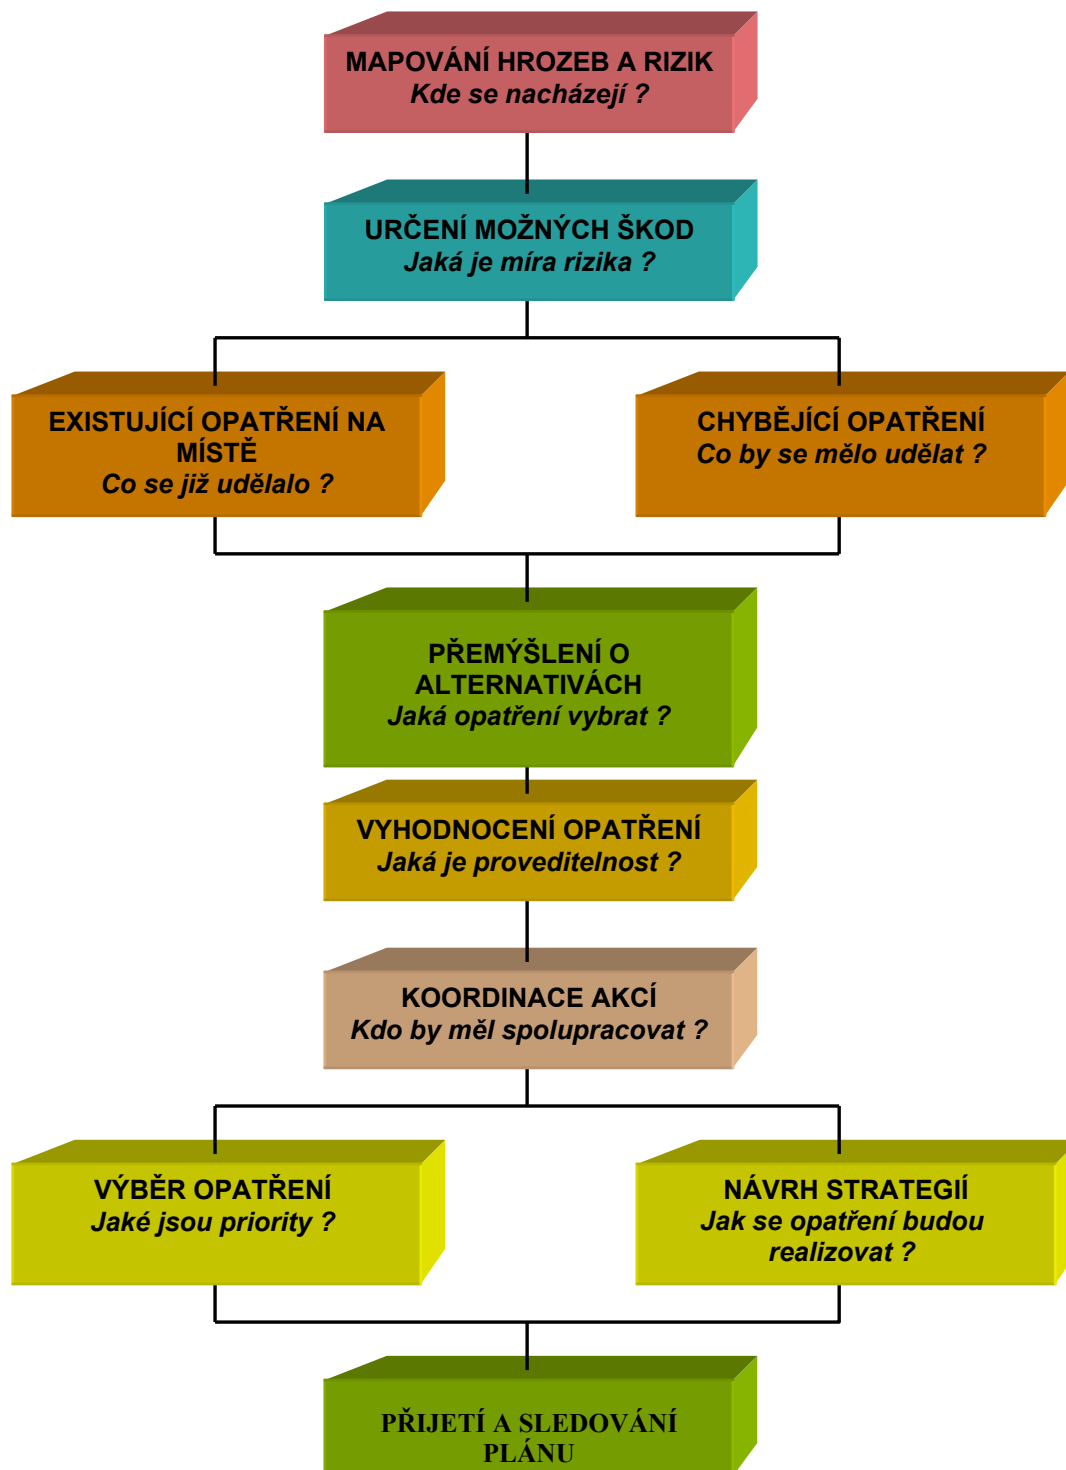 MAPOVÁNÍ HROZEB A RIZIK
Kde se nacházejí ?
URČENÍ MOŽNÝCH ŠKOD
Jaká je míra rizika ?
EXISTUJÍCÍ OPATŘENÍ NA
MÍSTĚ
Co se již udělalo ?
CHYBĚJÍCÍ OPATŘENÍ
Co by se mělo udělat ?
PŘEMÝŠLENÍ O
ALTERNATIVÁCH
Jaká opatření vybrat ?
VYHODNOCENÍ OPATŘENÍ
Jaká je proveditelnost ?
KOORDINACE AKCÍ
Kdo by měl spolupracovat ?
VÝBĚR OPATŘENÍ
Jaké jsou priority ?
NÁVRH STRATEGIÍ
Jak se opatření budou
realizovat ?
PŘIJETÍ A SLEDOVÁNÍ
PLÁNU